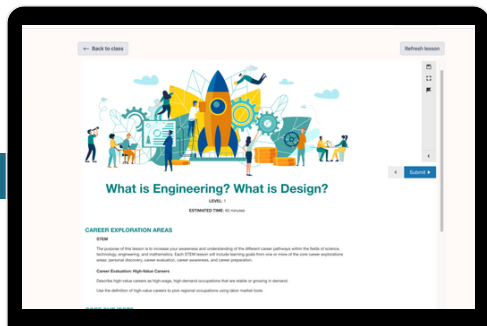 ← Back to class
Refresh lesson
Submit
What is Engineering? What is Design?
LEVEL: 1
ESTIMATED TIME: 60 minutes
CAREER EXPLORATION AREAS
STEM
The purpose of this lesson is to increase your awareness and understanding of the different career pathways within the fields of science,
technology, engineering, and mathematics. Each STEM lesson will include learning goals from one or more of the core career explorations
areas: personal discovery, career evaluation, career awareness, and career preparation.
Career Evaluation: High-Value Careers
Describe high-value careers as high-wage, high-demand occupations that are stable or growing in demand.
Use the definition of high-value careers to pick regional occupations using labor market tools.